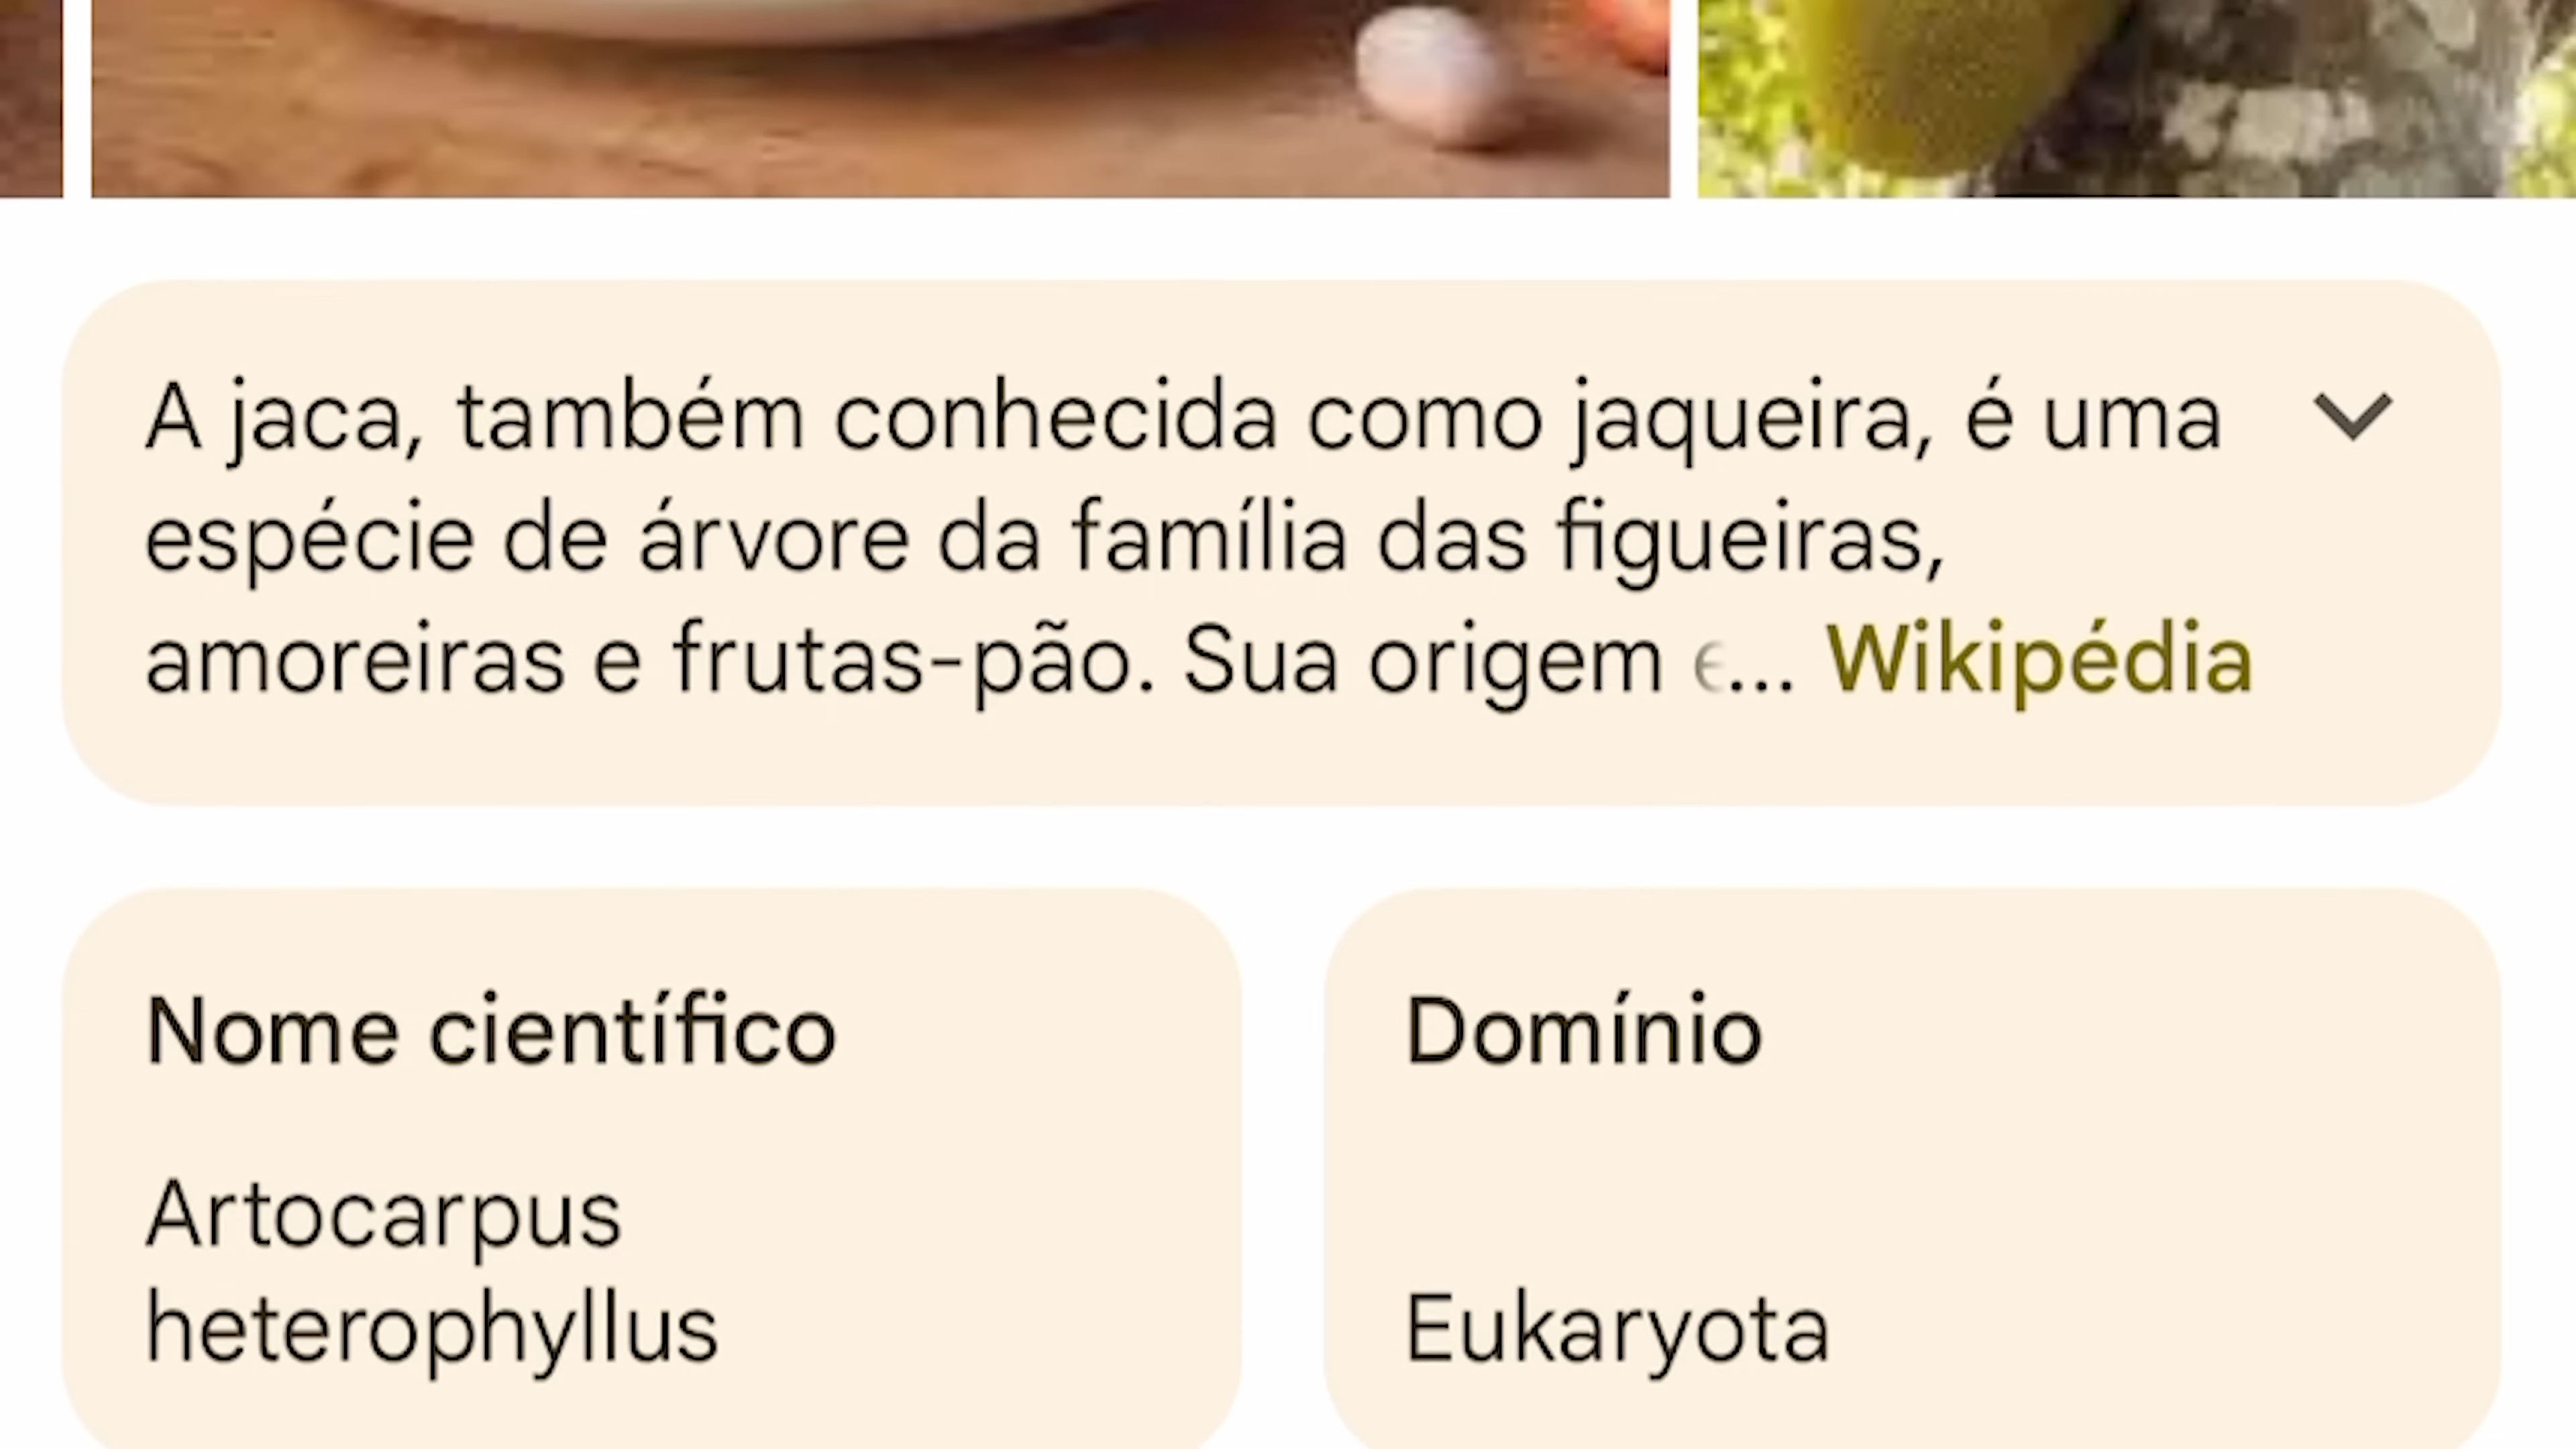 A jaca, também conhecida como jaqueira, é uma
espécie de árvore da família das figueiras,
amoreiras e frutas-pão. Sua origem e... Wikipédia
Nome científico
Artocarpus
heterophyllus
Domínio
Eukaryota